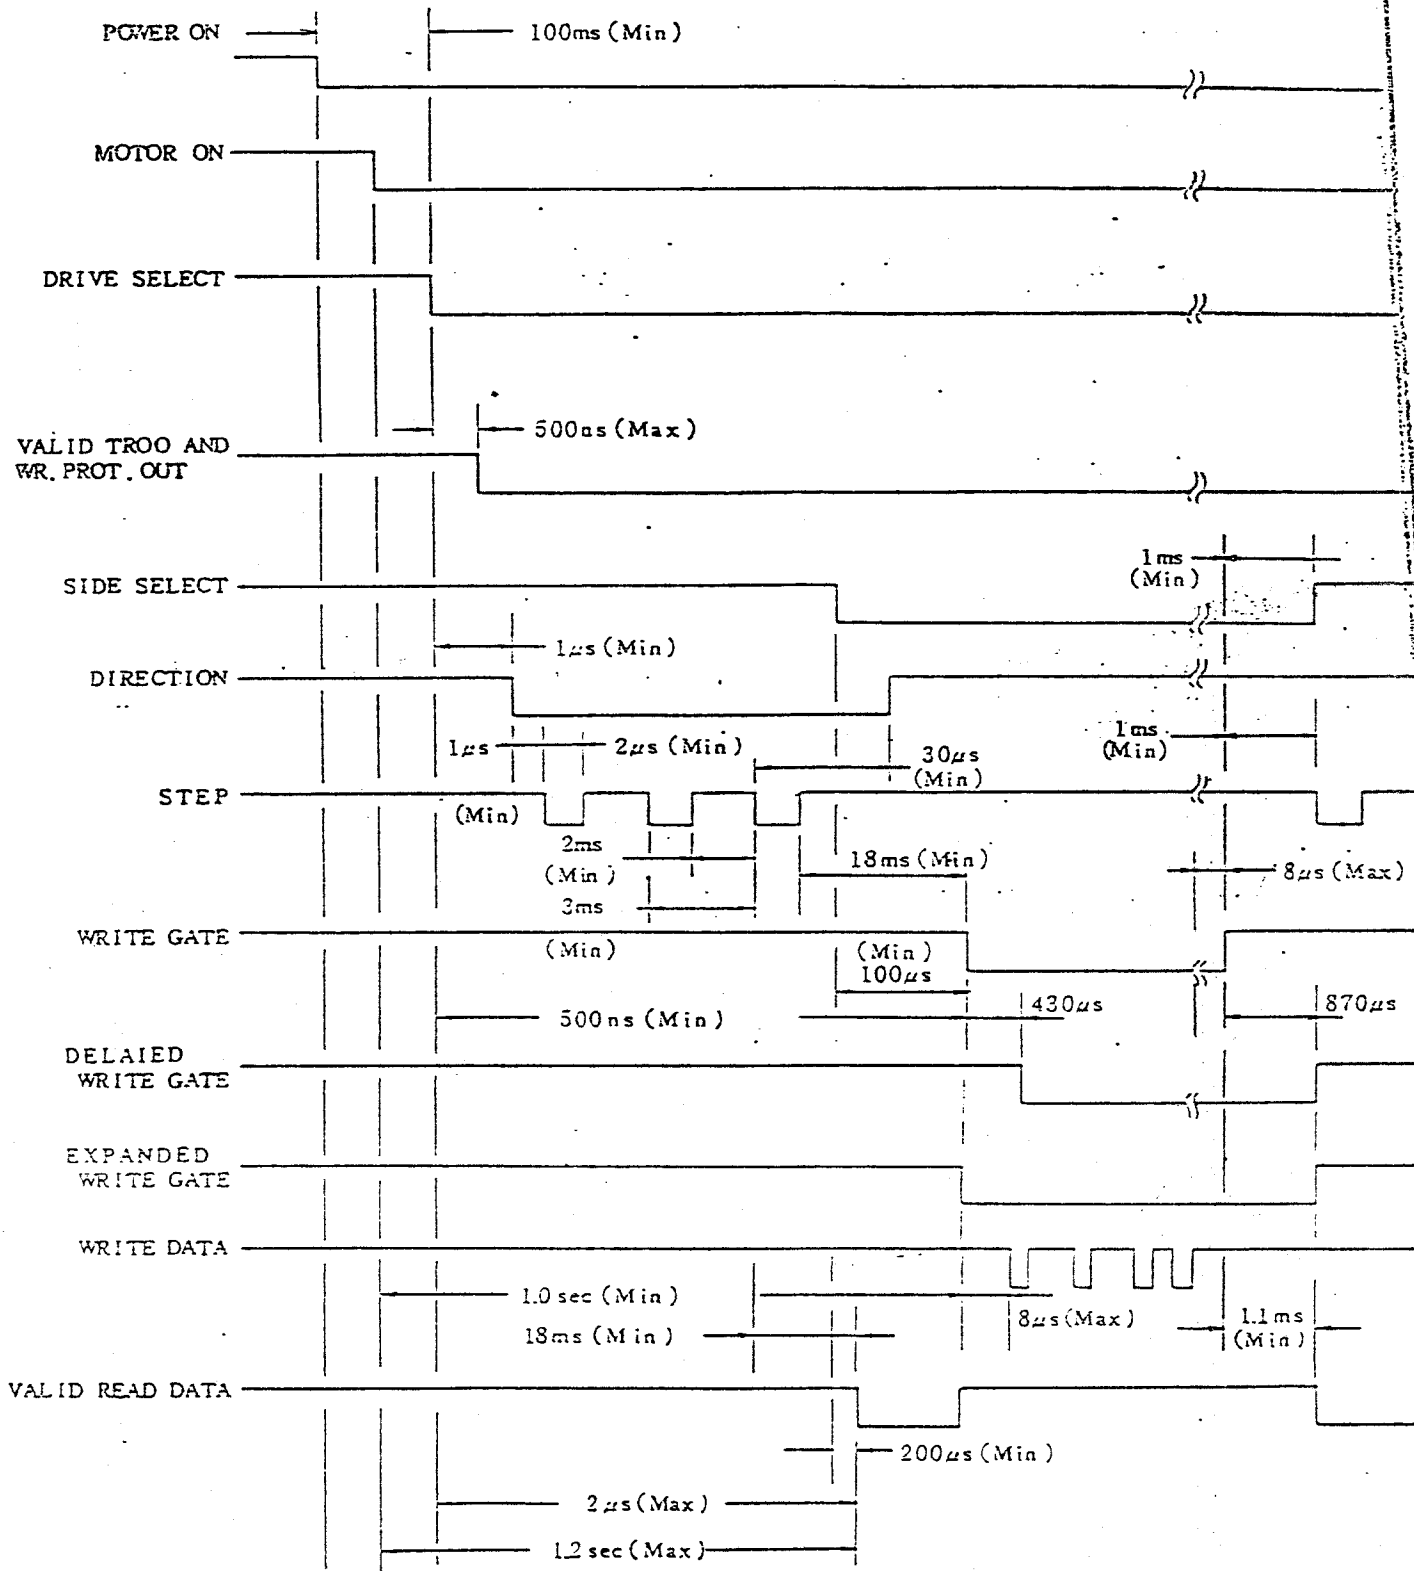 POWER ON
100ms (Min)
MOTOR ON
DRIVE SELECT
500ns (Max)
VALID TROO AND
WR. PROT. OUT
1ms
(Min)
SIDE SELECT
1µs (Min)
DIRECTION
1µs
2µs (Min)
30µs
(Min)
1ms
(Min)
STEP
(Min)
2ms
(Min)
18ms (Min)
8µs (Max)
3ms
WRITE GATE
(Min)
(Min)
100µs
500ns (Min)
430µs
870µs
DELAIED
WRITE GATE
EXPANDED
WRITE GATE
WRITE DATA
1.0 sec (Min)
8µs (Max)
1.1ms
(Min)
18ms (Min)
VALID READ DATA
200µs (Min)
2µs (Max)
1.2 sec (Max)